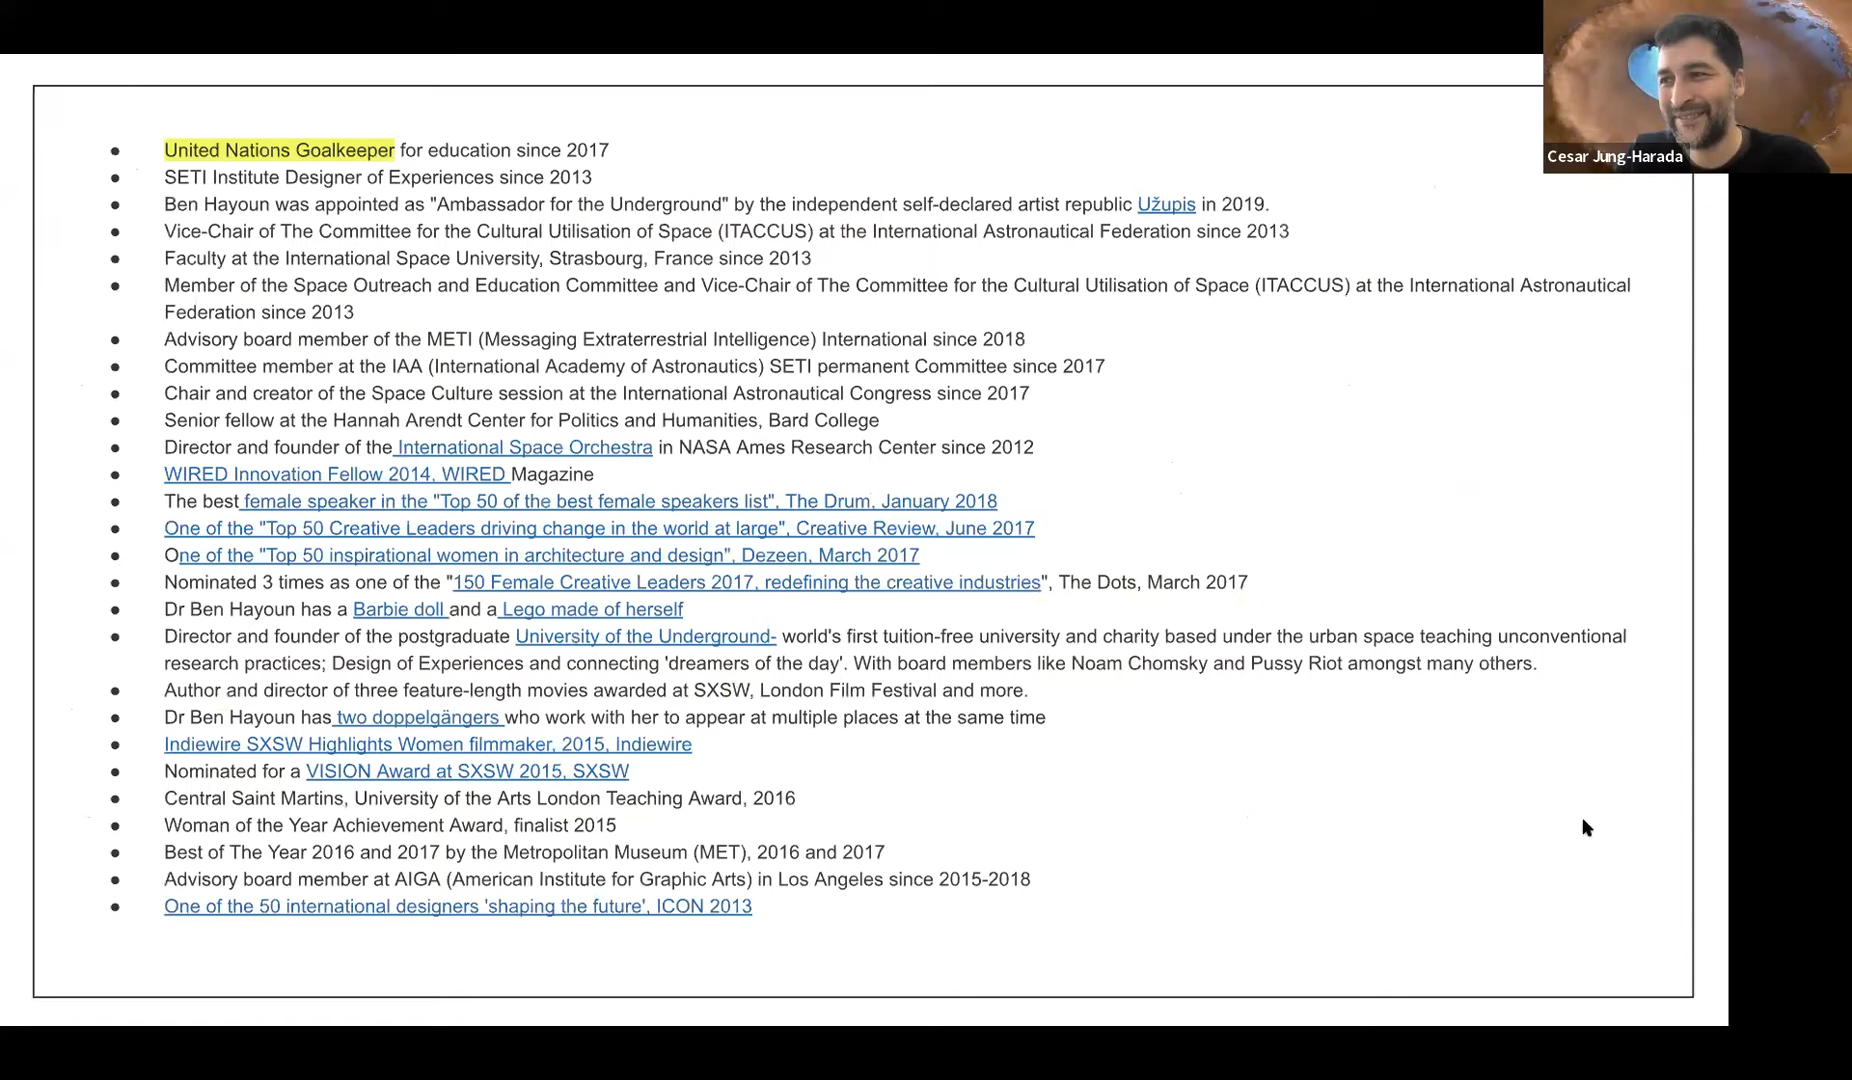 United Nations Goalkeeper for education since 2017
SETI Institute Designer of Experiences since 2013
Ben Hayoun was appointed as "Ambassador for the Underground" by the independent self-declared artist republic Užupis in 2019.
Vice-Chair of The Committee for the Cultural Utilisation of Space (ITACCUS) at the International Astronautical Federation since 2013
Faculty at the International Space University, Strasbourg, France since 2013
Member of the Space Outreach and Education Committee and Vice-Chair of The Committee for the Cultural Utilisation of Space (ITACCUS) at the International Astronautical
Federation since 2013
Advisory board member of the METI (Messaging Extraterrestrial Intelligence) International since 2018
Committee member at the IAA (International Academy of Astronautics) SETI permanent Committee since 2017
Chair and creator of the Space Culture session at the International Astronautical Congress since 2017
Senior fellow at the Hannah Arendt Center for Politics and Humanities, Bard College
Director and founder of the International Space Orchestra in NASA Ames Research Center since 2012
WIRED Innovation Fellow 2014, WIRED Magazine
The best female speaker in the "Top 50 of the best female speakers list", The Drum, January 2018
One of the "Top 50 Creative Leaders driving change in the world at large", Creative Review, June 2017
One of the "Top 50 inspirational women in architecture and design", Dezeen, March 2017
Nominated 3 times as one of the "150 Female Creative Leaders 2017, redefining the creative industries", The Dots, March 2017
Dr Ben Hayoun has a Barbie doll and a Lego made of herself
Director and founder of the postgraduate University of the Underground- world's first tuition-free university and charity based under the urban space teaching unconventional
research practices; Design of Experiences and connecting 'dreamers of the day'. With board members like Noam Chomsky and Pussy Riot amongst many others.
Author and director of three feature-length movies awarded at SXSW, London Film Festival and more.
Dr Ben Hayoun has two doppelgängers who work with her to appear at multiple places at the same time
Indiewire SXSW Highlights Women filmmaker, 2015, Indiewire
Nominated for a VISION Award at SXSW 2015, SXSW
Central Saint Martins, University of the Arts London Teaching Award, 2016
Woman of the Year Achievement Award, finalist 2015
Best of The Year 2016 and 2017 by the Metropolitan Museum (MET), 2016 and 2017
Advisory board member at AIGA (American Institute for Graphic Arts) in Los Angeles since 2015-2018
One of the 50 international designers 'shaping the future', ICON 2013
Cesar Jung-Harada